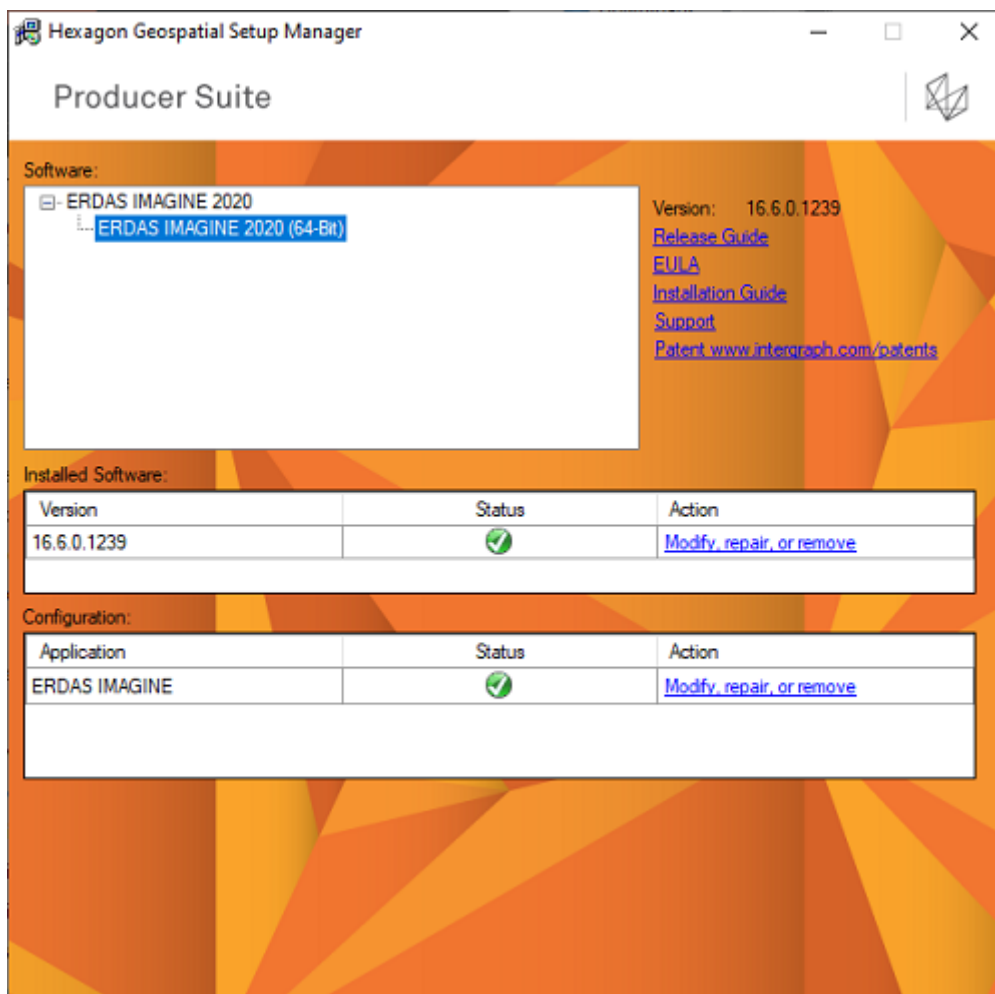 Hexagon Geospatial Setup Manager
Producer Suite
Software:
ERDAS IMAGINE 2020
ERDAS IMAGINE 2020 (64-Bit)
Version: 16.6.0.1239
Release Guide
EULA
Installation Guide
Support
Patent www.intergraph.com/patents
Installed Software:
Version Status Action
16.6.0.1239 Modify, repair, or remove
Configuration:
Application Status Action
ERDAS IMAGINE Modify, repair, or remove